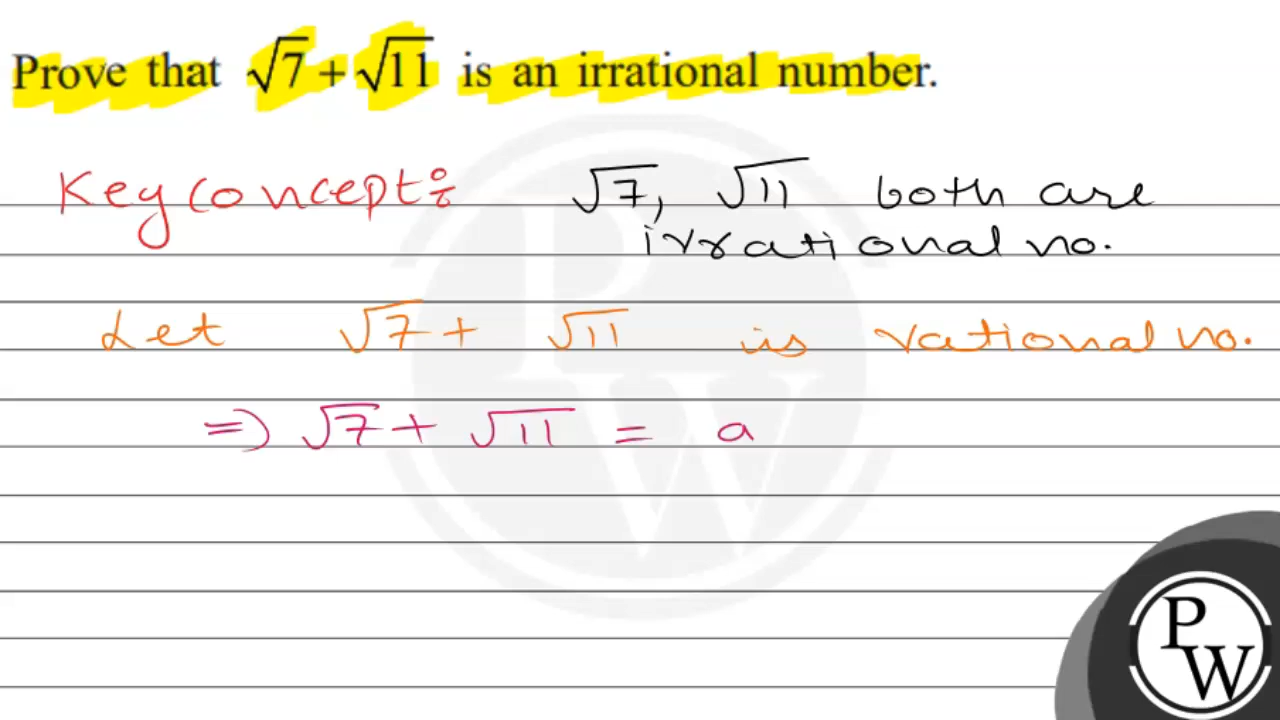 Prove that √7 + √11 is an irrational number.
Key concept: √7, √11 both are
irrational no.
Let √7 + √11 is rational no.
=> √7 + √11 = a
PW
PW